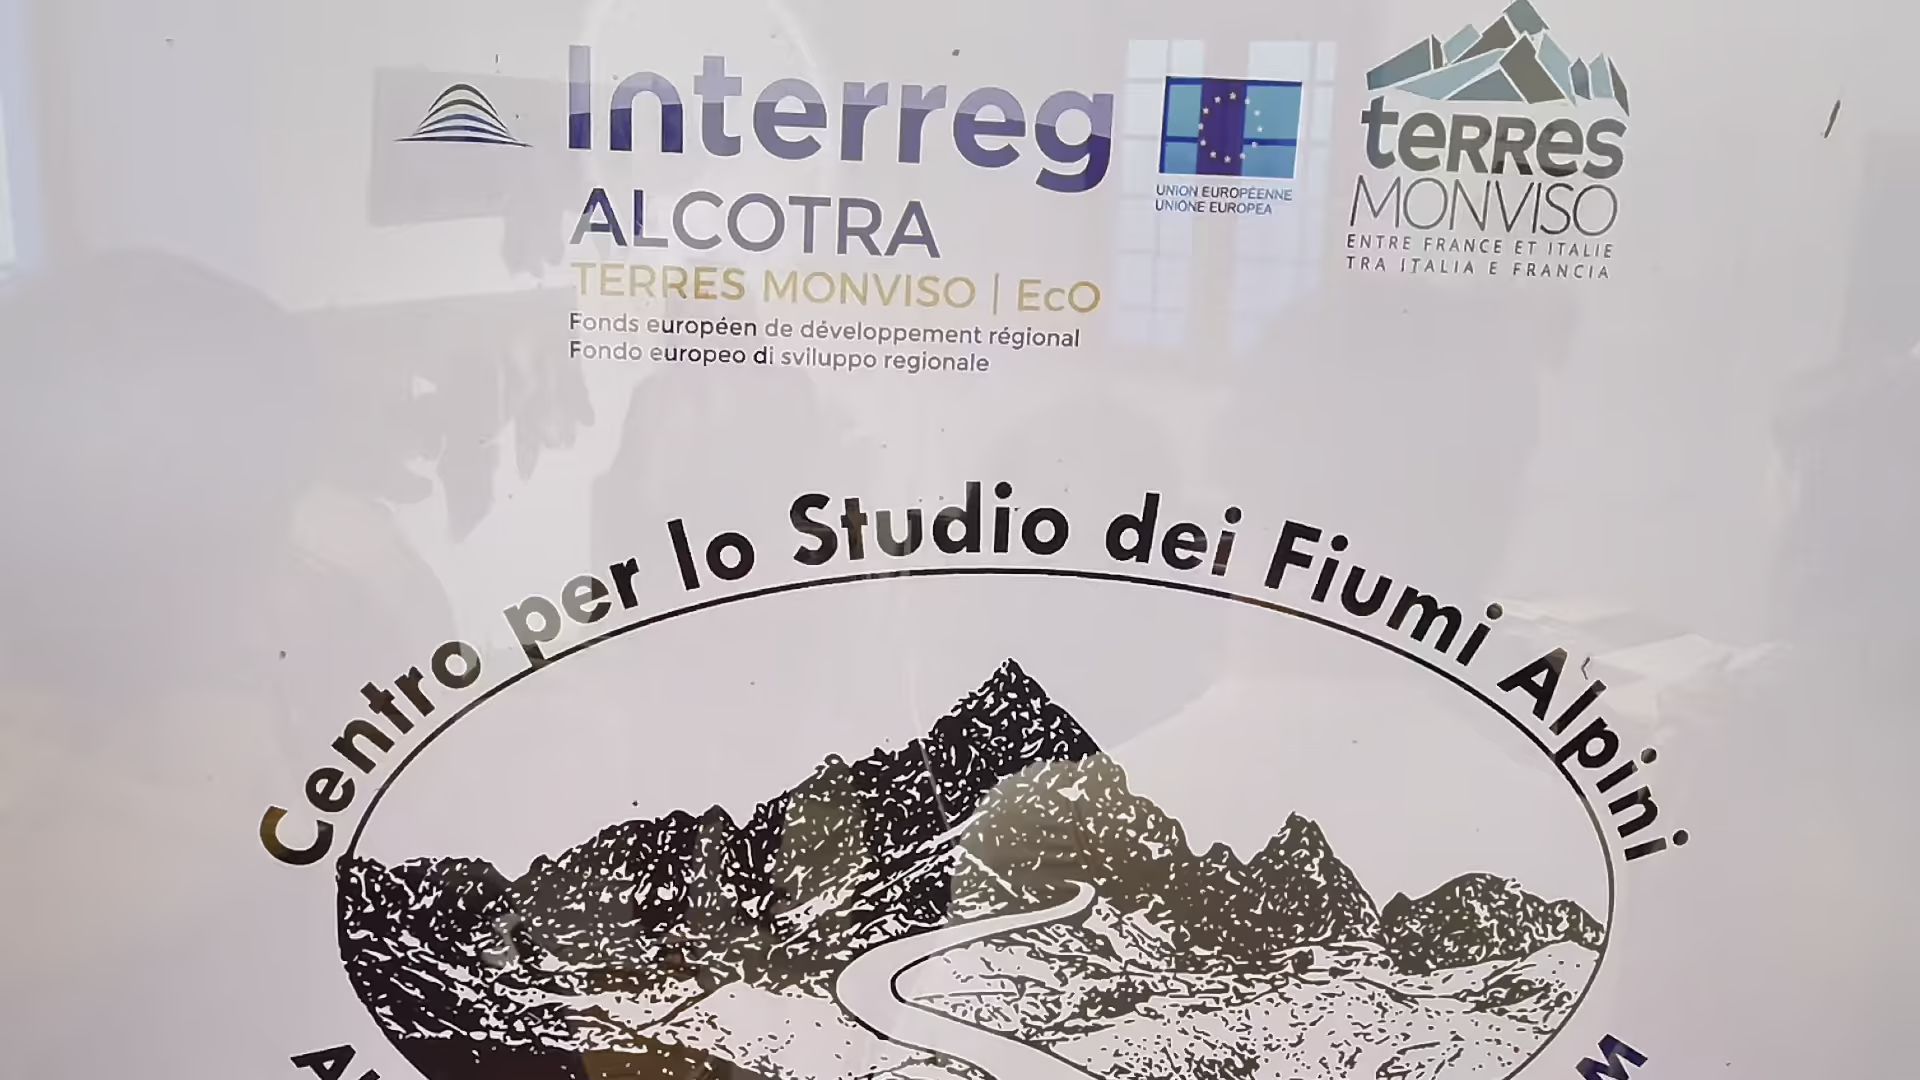 Interreg
ALCOTRA
TERRES MONVISO | EcO
Fonds européen de développement régional
Fondo europeo di sviluppo regionale
UNION EUROPÉENNE
UNIONE EUROPEA
teRRes
MONVISO
ENTRE FRANCE ET ITALIE
TRA ITALIA E FRANCIA
Centro per lo Studio dei Fiumi Alpini